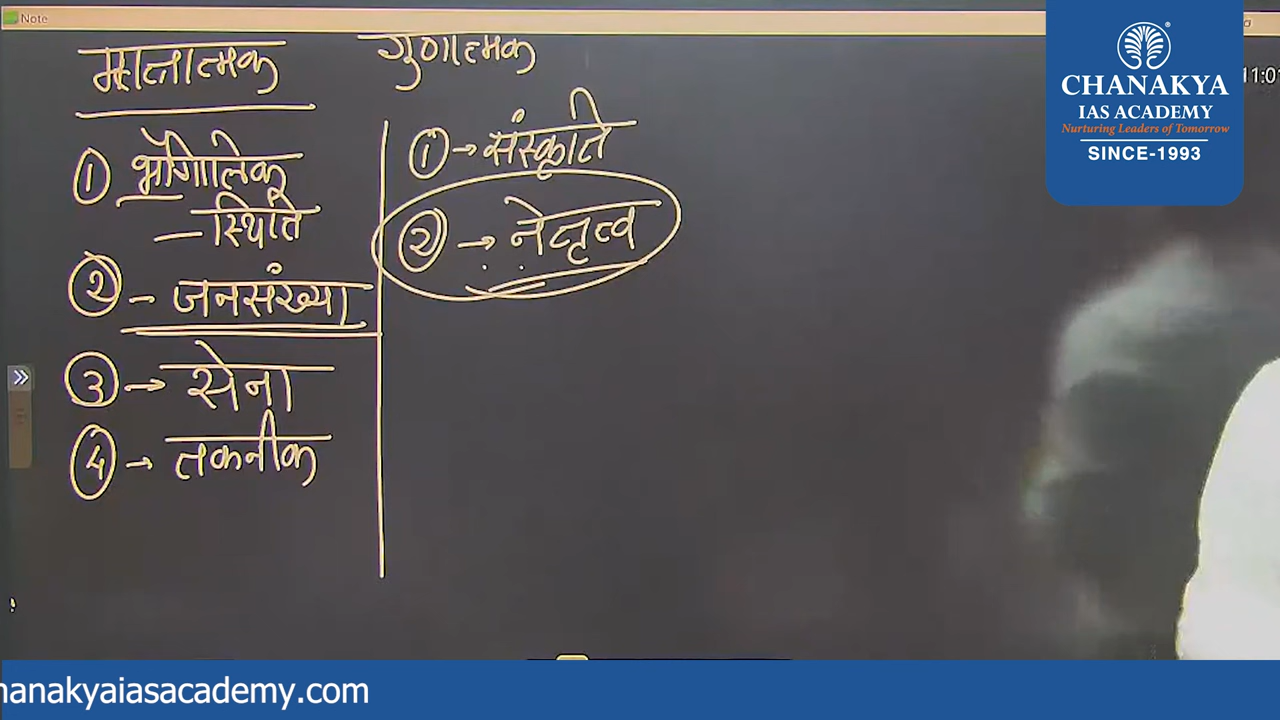 Note
मात्रात्मक
① भौगोलिक
– स्थिति
② – जनसंख्या
③ → सेना
④ → तकनीक
गुणात्मक
① → संस्कृति
② → नेतृत्व
CHANAKYA
IAS ACADEMY
Nurturing Leaders of Tomorrow
SINCE-1993
11:01
hanakyaiasacademy.com